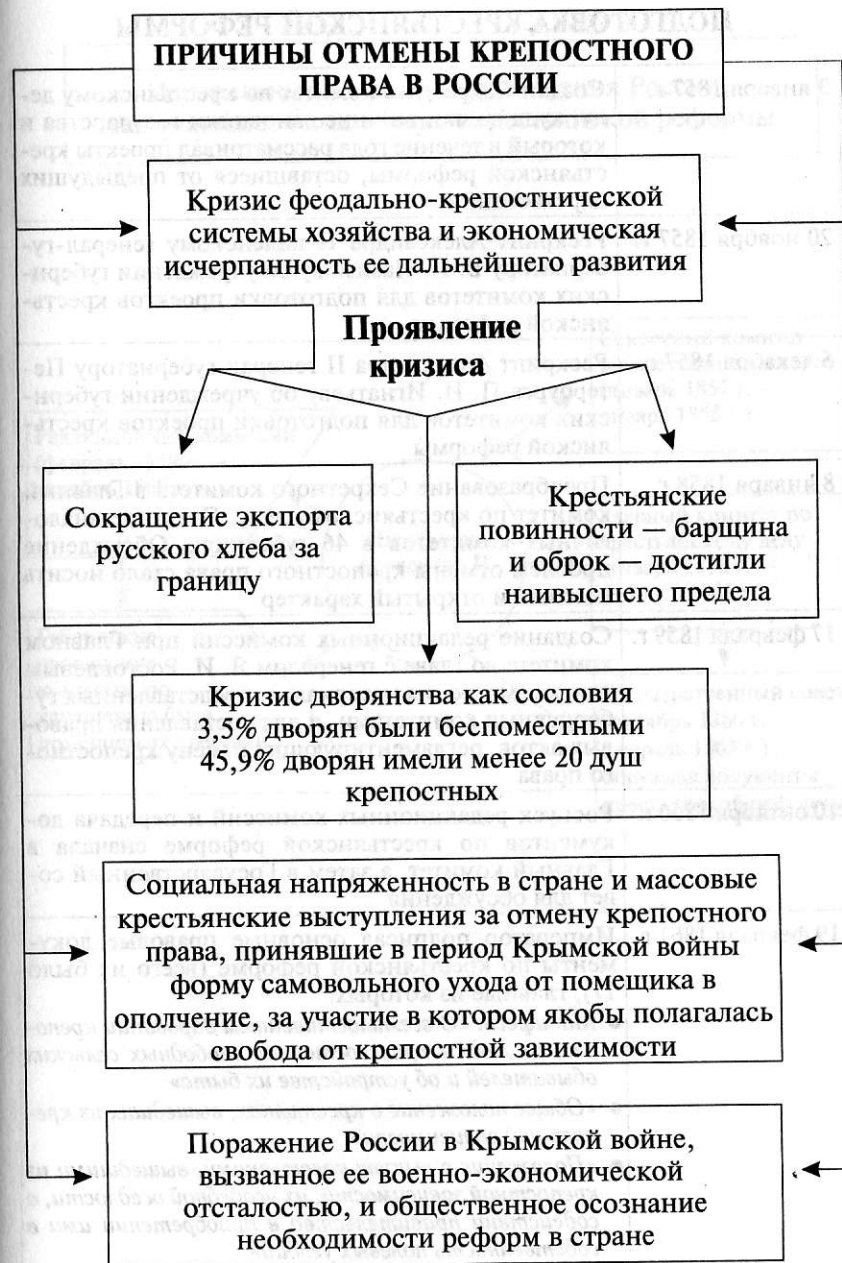 ПРИЧИНЫ ОТМЕНЫ КРЕПОСТНОГО
ПРАВА В РОССИИ
Кризис феодально-крепостнической
системы хозяйства и экономическая
исчерпанность ее дальнейшего развития
Проявление
кризиса
Сокращение экспорта
русского хлеба за
границу
Крестьянские
повинности — барщина
и оброк — достигли
наивысшего предела
Кризис дворянства как сословия
3,5% дворян были беспоместными
45,9% дворян имели менее 20 душ
крепостных
Социальная напряженность в стране и массовые
крестьянские выступления за отмену крепостного
права, принявшие в период Крымской войны
форму самовольного ухода от помещика в
ополчение, за участие в котором якобы полагалась
свобода от крепостной зависимости
Поражение России в Крымской войне,
вызванное ее военно-экономической
отсталостью, и общественное осознание
необходимости реформ в стране